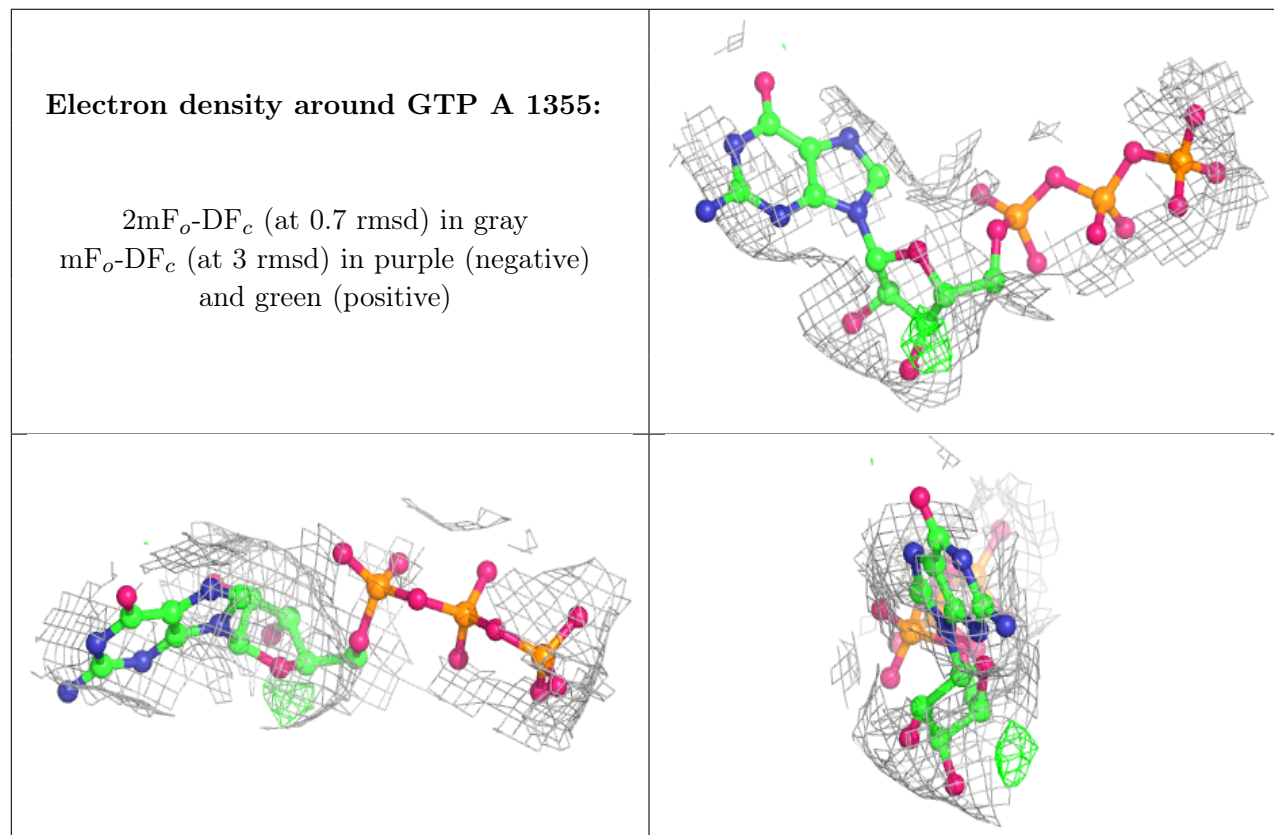 Electron density around GTP A 1355:
2mFo-DFc (at 0.7 rmsd) in gray
mFo-DFc (at 3 rmsd) in purple (negative)
and green (positive)